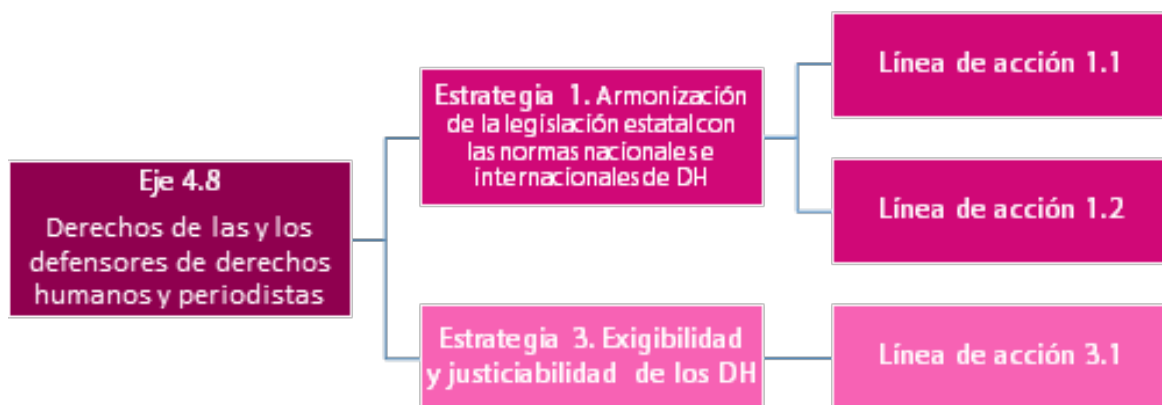 Eje 4.8
Derechos de las y los
defensores de derechos
humanos y periodistas
Estrategia 1. Armonización
de la legislación estatal con
las normas nacionales e
internacionales de DH
Línea de acción 1.1
Línea de acción 1.2
Estrategia 3. Exigibilidad
y justiciabilidad de los DH
Línea de acción 3.1